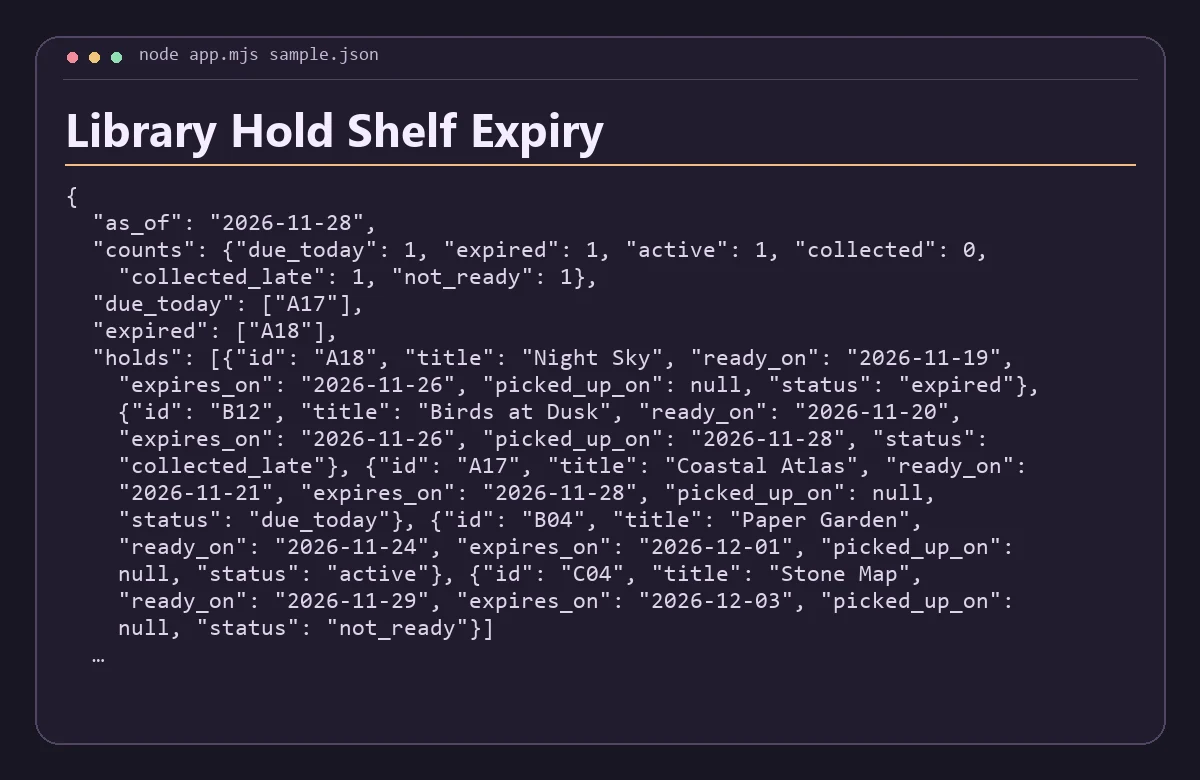 node app.mjs sample.json
Library Hold Shelf Expiry
{
  "as_of": "2026-11-28",
  "counts": {"due_today": 1, "expired": 1, "active": 1, "collected": 0,
    "collected_late": 1, "not_ready": 1},
  "due_today": ["A17"],
  "expired": ["A18"],
  "holds": [{"id": "A18", "title": "Night Sky", "ready_on": "2026-11-19",
    "expires_on": "2026-11-26", "picked_up_on": null, "status": "expired"},
    {"id": "B12", "title": "Birds at Dusk", "ready_on": "2026-11-20",
    "expires_on": "2026-11-26", "picked_up_on": "2026-11-28", "status":
    "collected_late"}, {"id": "A17", "title": "Coastal Atlas", "ready_on":
    "2026-11-21", "expires_on": "2026-11-28", "picked_up_on": null,
    "status": "due_today"}, {"id": "B04", "title": "Paper Garden",
    "ready_on": "2026-11-24", "expires_on": "2026-12-01", "picked_up_on":
    null, "status": "active"}, {"id": "C04", "title": "Stone Map",
    "ready_on": "2026-11-29", "expires_on": "2026-12-03", "picked_up_on":
    null, "status": "not_ready"}]
  …